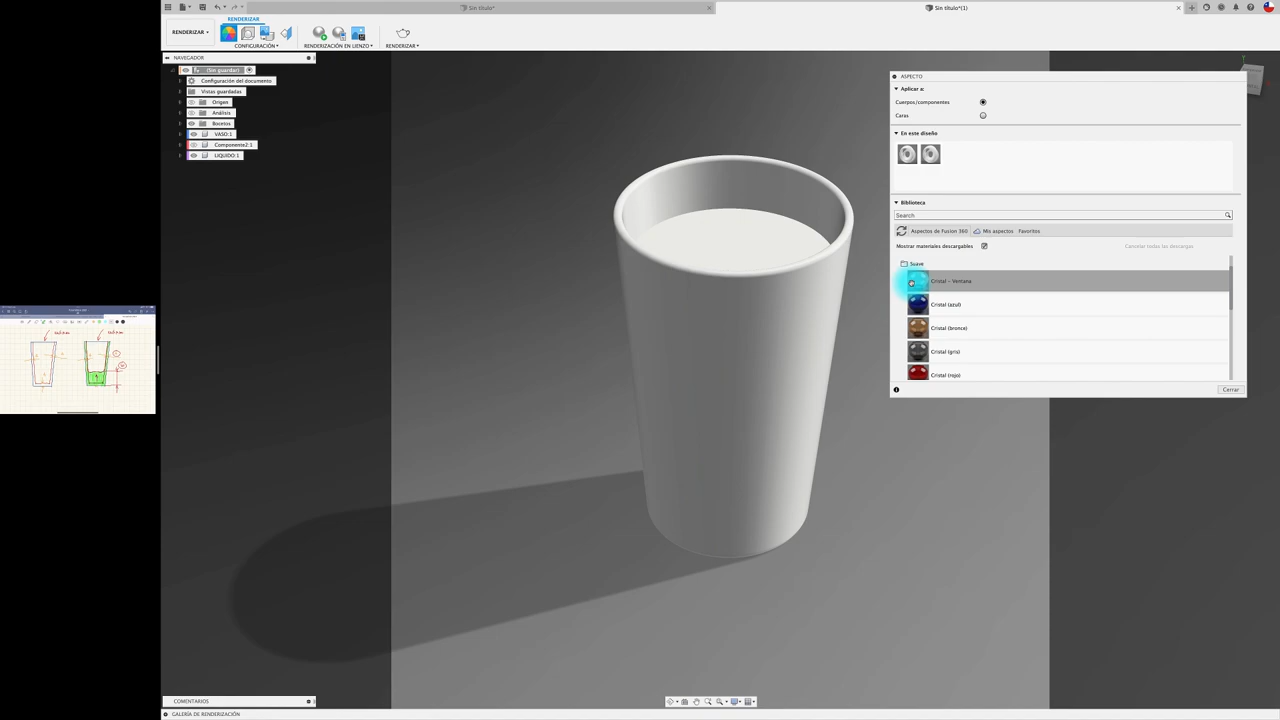 Sin título*
Sin título*(1)
RENDERIZAR
RENDERIZAR
CONFIGURACIÓN
RENDERIZACIÓN EN LIENZO
RENDERIZAR
NAVEGADOR
(Sin guardar)
Configuración del documento
Vistas guardadas
Origen
Análisis
Bocetos
VASO:1
Componente2:1
LIQUIDO:1
ASPECTO
Aplicar a:
Cuerpos/componentes
Caras
En este diseño
Biblioteca
Search
Aspectos de Fusion 360
Mis aspectos
Favoritos
Mostrar materiales descargables
Cancelar todas las descargas
Suave
Cristal - Ventana
Cristal (azul)
Cristal (bronce)
Cristal (gris)
Cristal (rojo)
Cerrar
COMENTARIOS
GALERÍA DE RENDERIZACIÓN